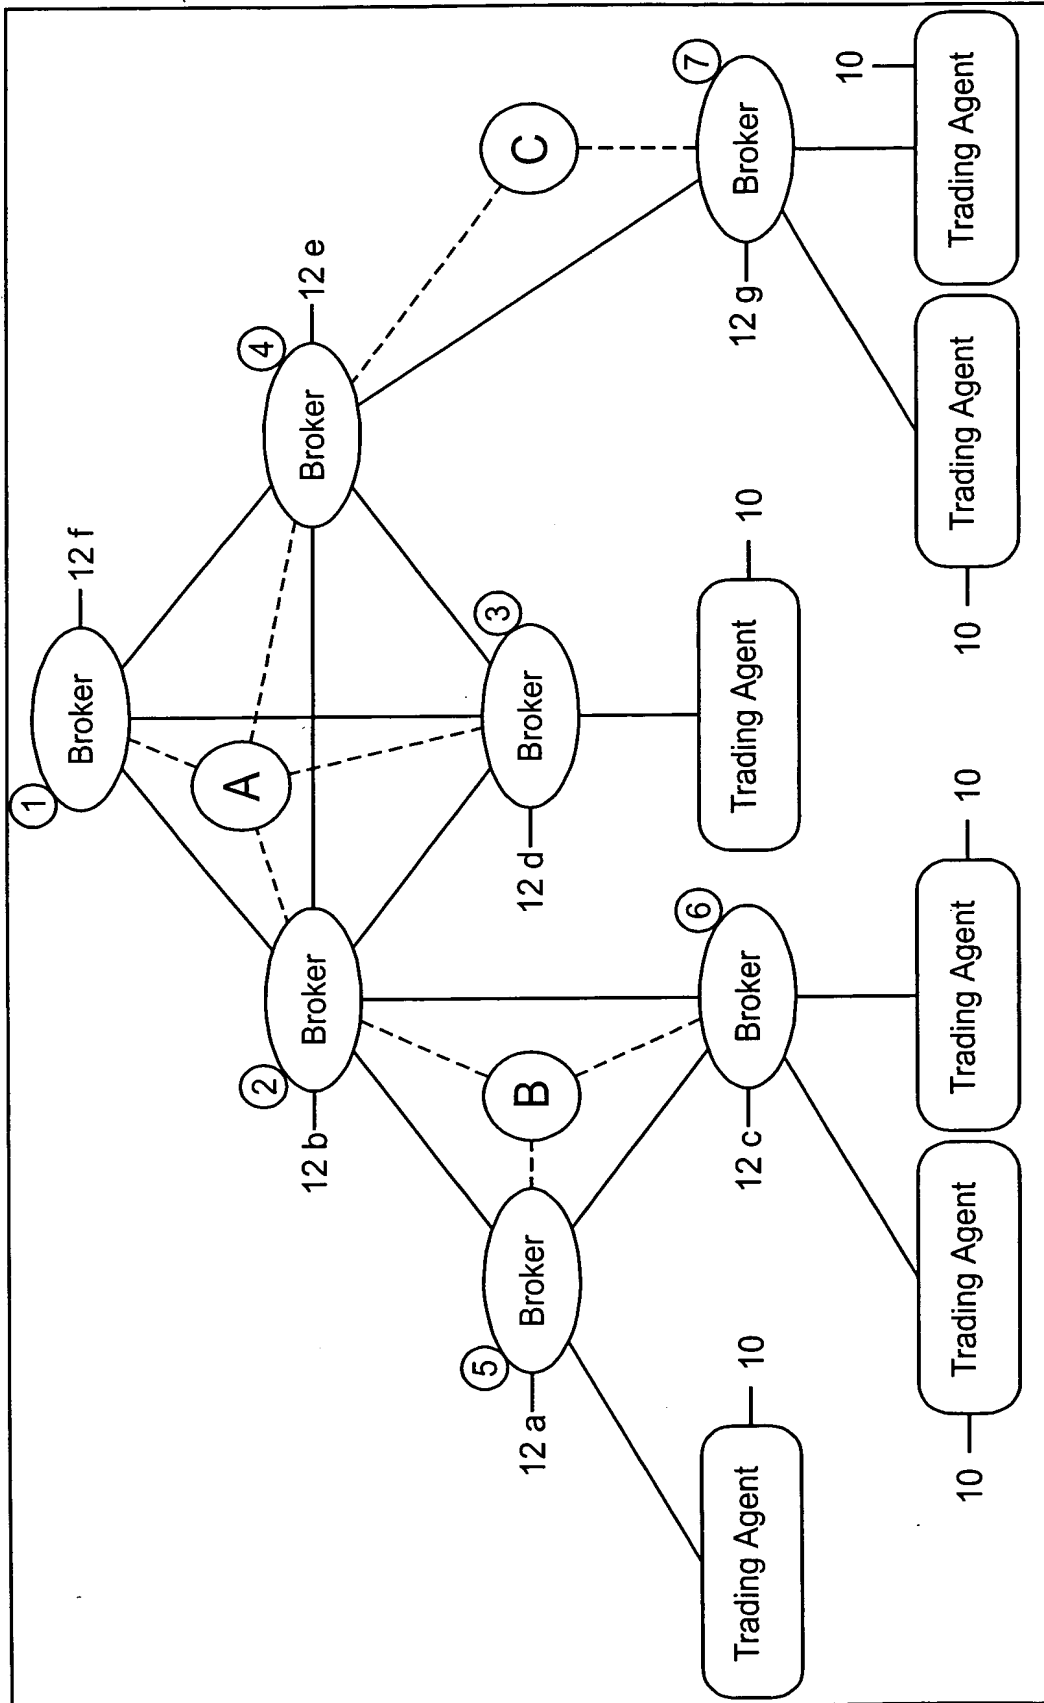 1
Broker
12 f
A
2
4
12 b
Broker
Broker
12 e
5
3
12 a
Broker
B
12 d
Broker
C
6
7
Trading Agent
10
12 c
Broker
Trading Agent
10
12 g
Broker
10
10
Trading Agent
Trading Agent
10
10
Trading Agent
Trading Agent